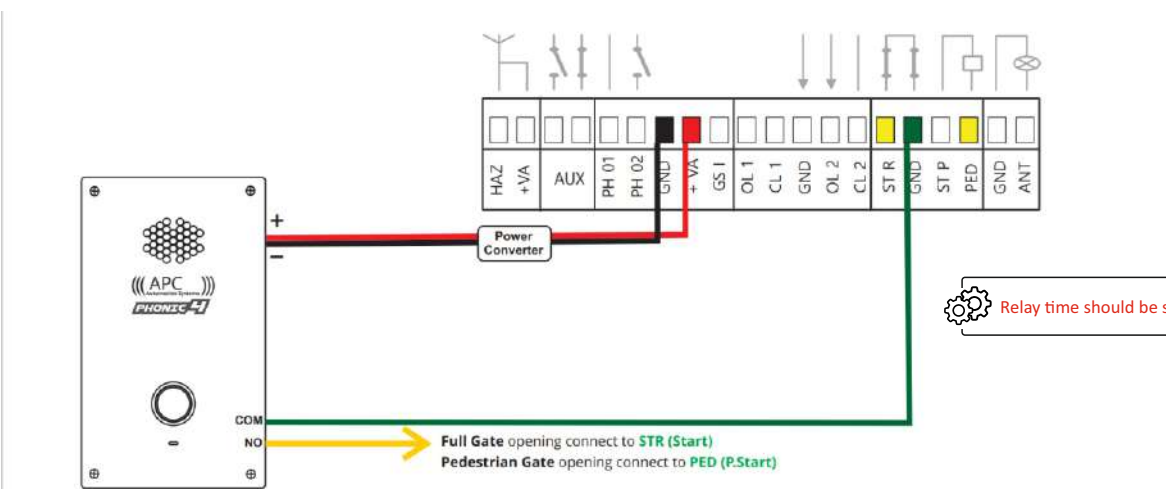 HAZ
+VA
AUX
PH 01
PH 02
GND
+ VA
GS I
OL 1
CL 1
GND
OL 2
CL 2
ST R
GND
ST P
PED
GND
ANT
+
Power
Converter
−
((( APC )))
Automation Systems
PHONIC 4
Relay time should be s
COM
NO
Full Gate opening connect to STR (Start)
Pedestrian Gate opening connect to PED (P.Start)